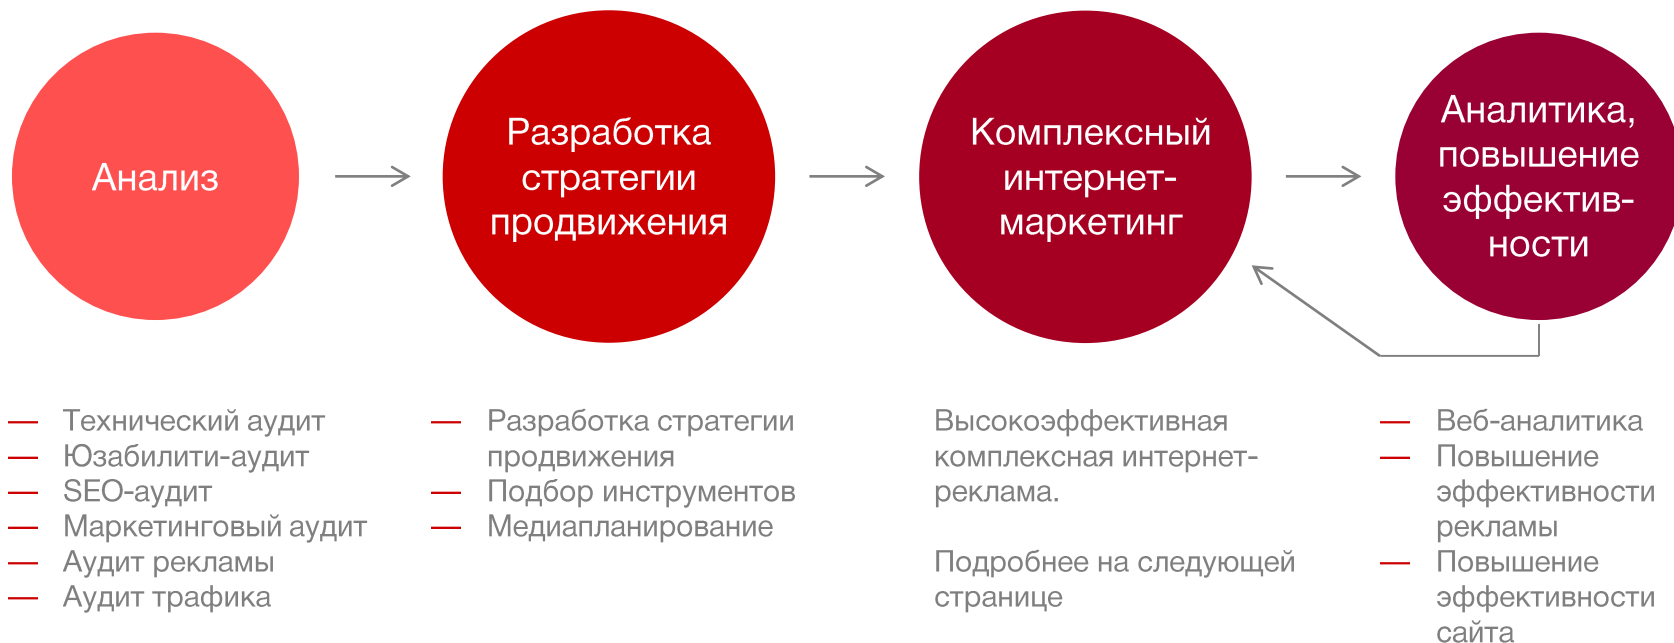 Анализ
Разработка
стратегии
продвижения
Комплексный
интернет-
маркетинг
Аналитика,
повышение
эффектив-
ности
— Технический аудит
— Юзабилити-аудит
— SEO-аудит
— Маркетинговый аудит
— Аудит рекламы
— Аудит трафика
— Разработка стратегии
продвижения
— Подбор инструментов
— Медиапланирование
Высокоэффективная
комплексная интернет-
реклама.
Подробнее на следующей
странице
— Веб-аналитика
— Повышение
эффективности
рекламы
— Повышение
эффективности
сайта